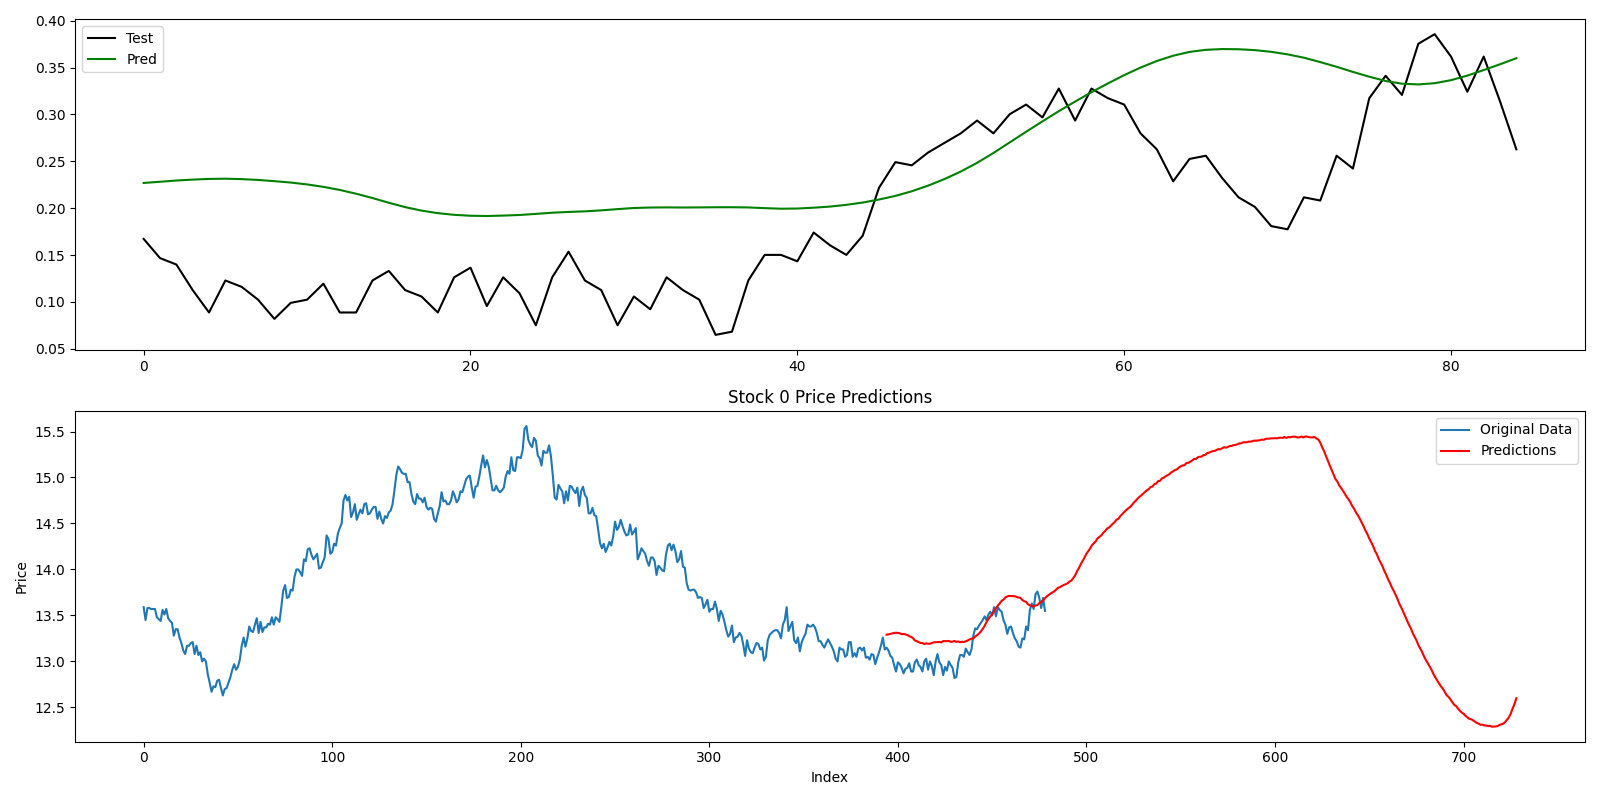 0.40
0.35
0.30
0.25
0.20
0.15
0.10
0.05
Test
Pred
0 20 40 60 80
Stock 0 Price Predictions
15.5
15.0
14.5
14.0
13.5
13.0
12.5
Price
Original Data
Predictions
0 100 200 300 400 500 600 700
Index